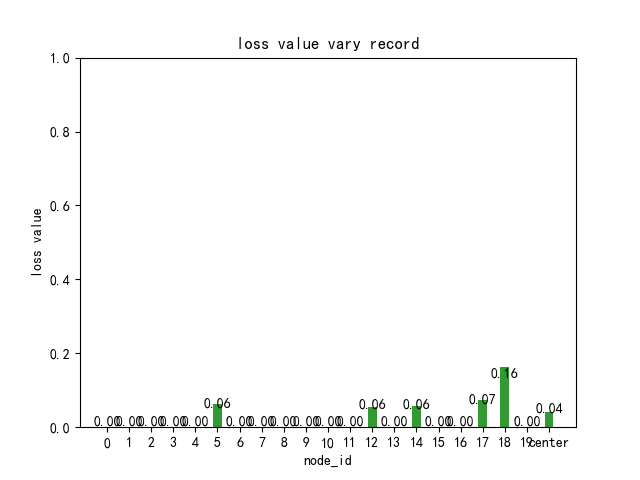 loss value vary record
1.0
0.8
0.6
0.4
0.2
0.0
loss value
0.00 0.00 0.00 0.00 0.00 0.06 0.00 0.00 0.00 0.00 0.00 0.00 0.06 0.00 0.06 0.00 0.00 0.07 0.16 0.00 0.04
0 1 2 3 4 5 6 7 8 9 10 11 12 13 14 15 16 17 18 19 center
node_id